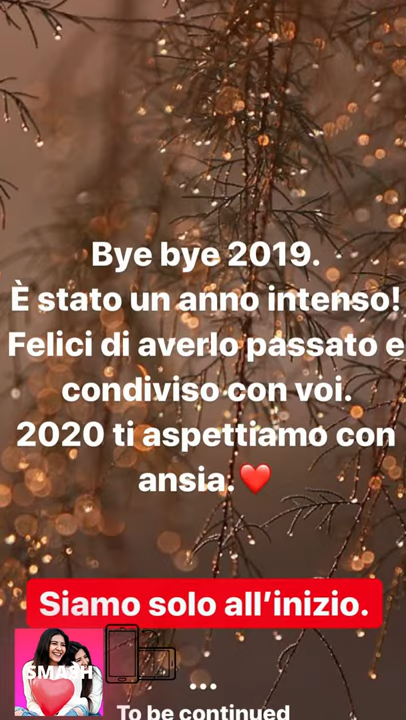 Bye bye 2019.
È stato un anno intenso!
Felici di averlo passato e
condiviso con voi.
2020 ti aspettiamo con
ansia.❤️
Siamo solo all’inizio.
SMASH
...
To be continued